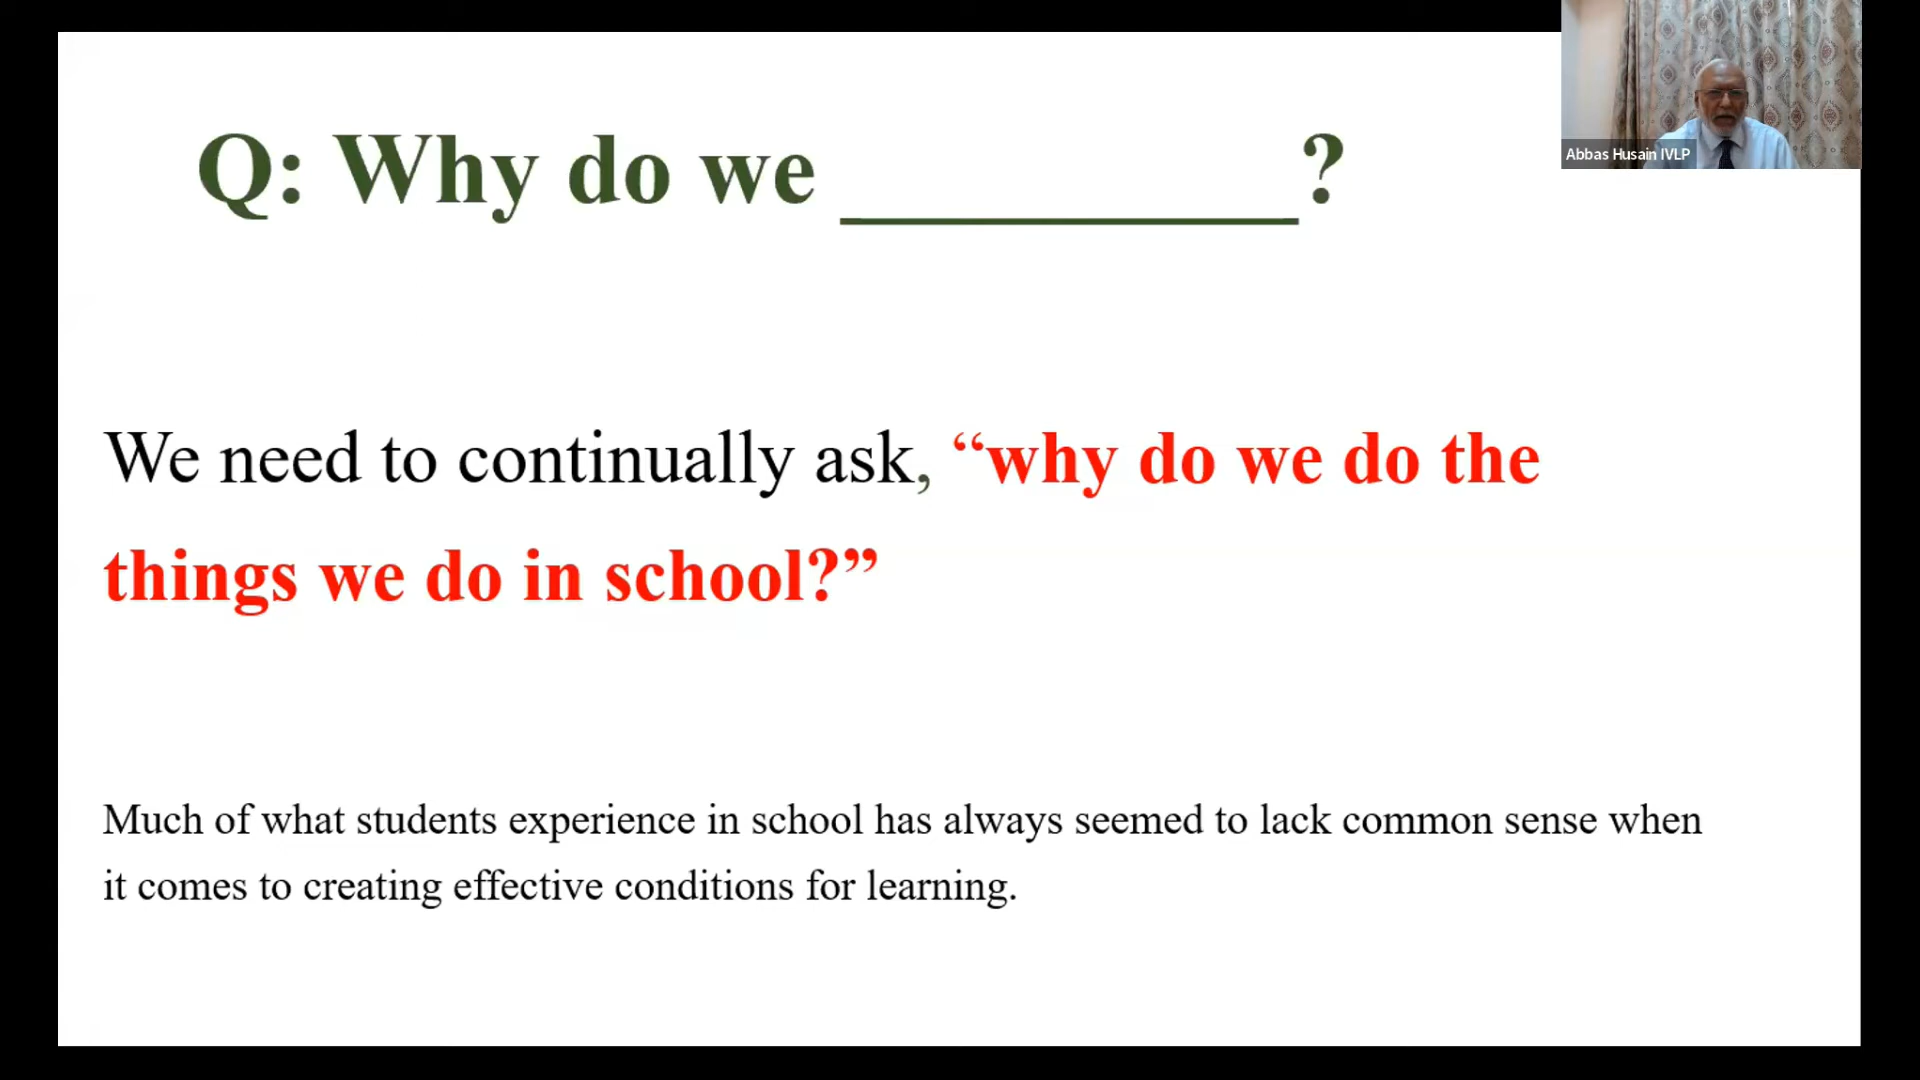 Q: Why do we __________?
Abbas Husain IVLP
We need to continually ask, “why do we do the
things we do in school?”
Much of what students experience in school has always seemed to lack common sense when
it comes to creating effective conditions for learning.